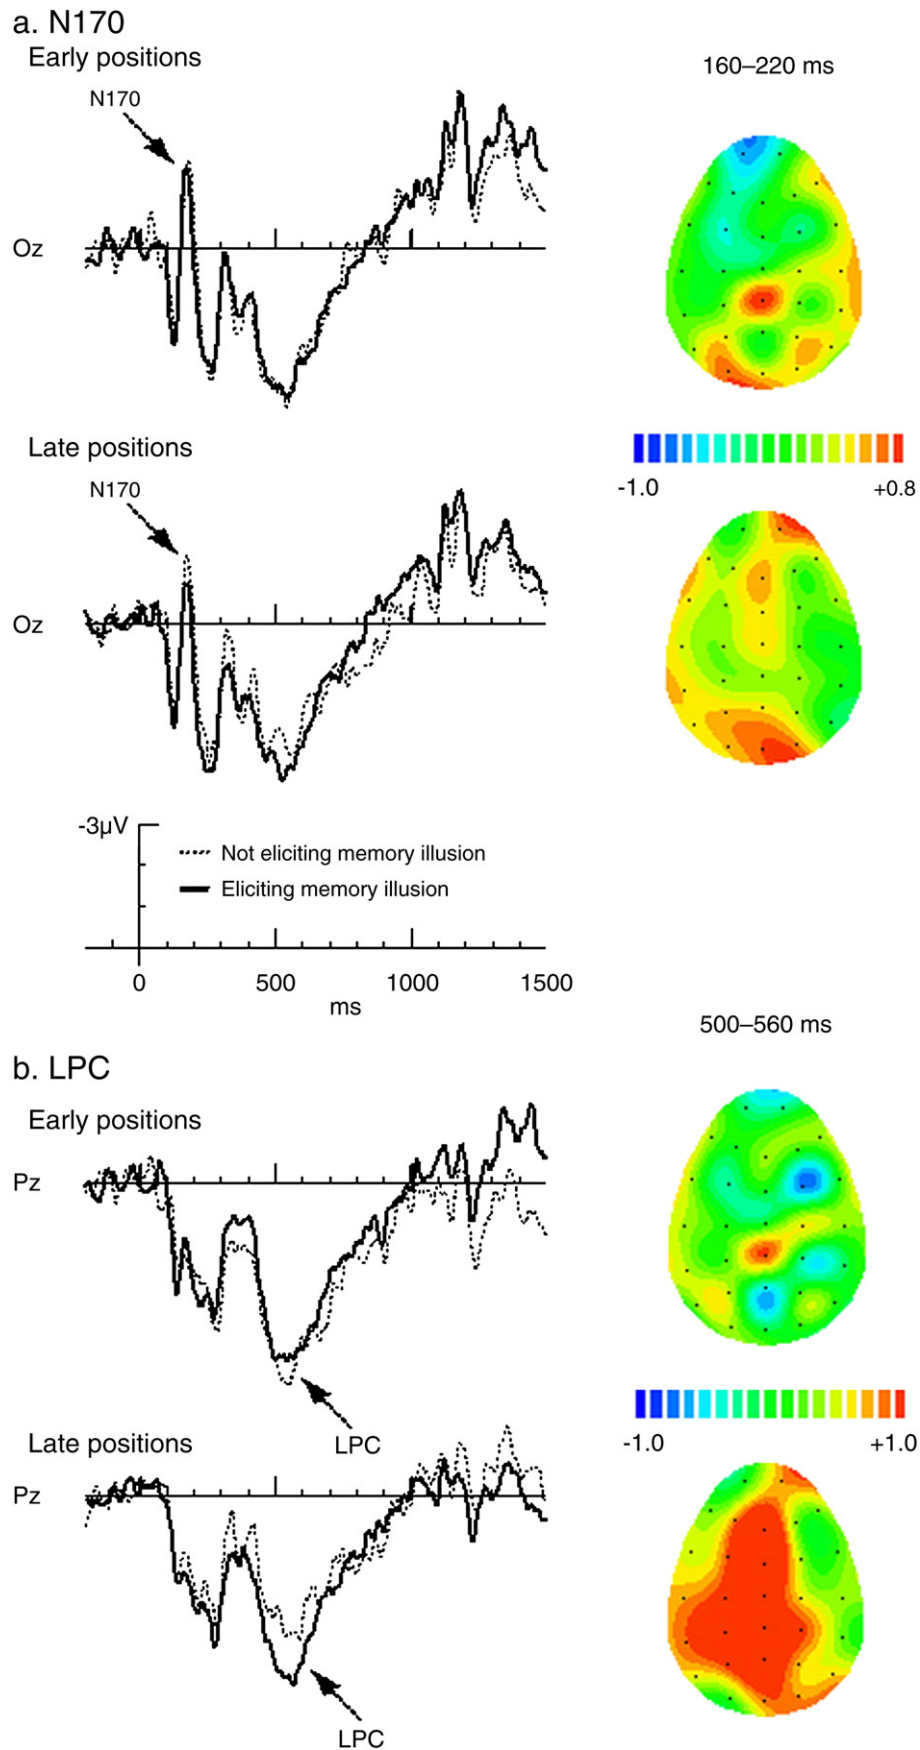 a. N170
Early positions
160–220 ms
N170
Oz
Late positions
-1.0
+0.8
N170
Oz
-3µV
Not eliciting memory illusion
Eliciting memory illusion
0
500
1000
1500
ms
500–560 ms
b. LPC
Early positions
Pz
LPC
-1.0
+1.0
Late positions
Pz
LPC